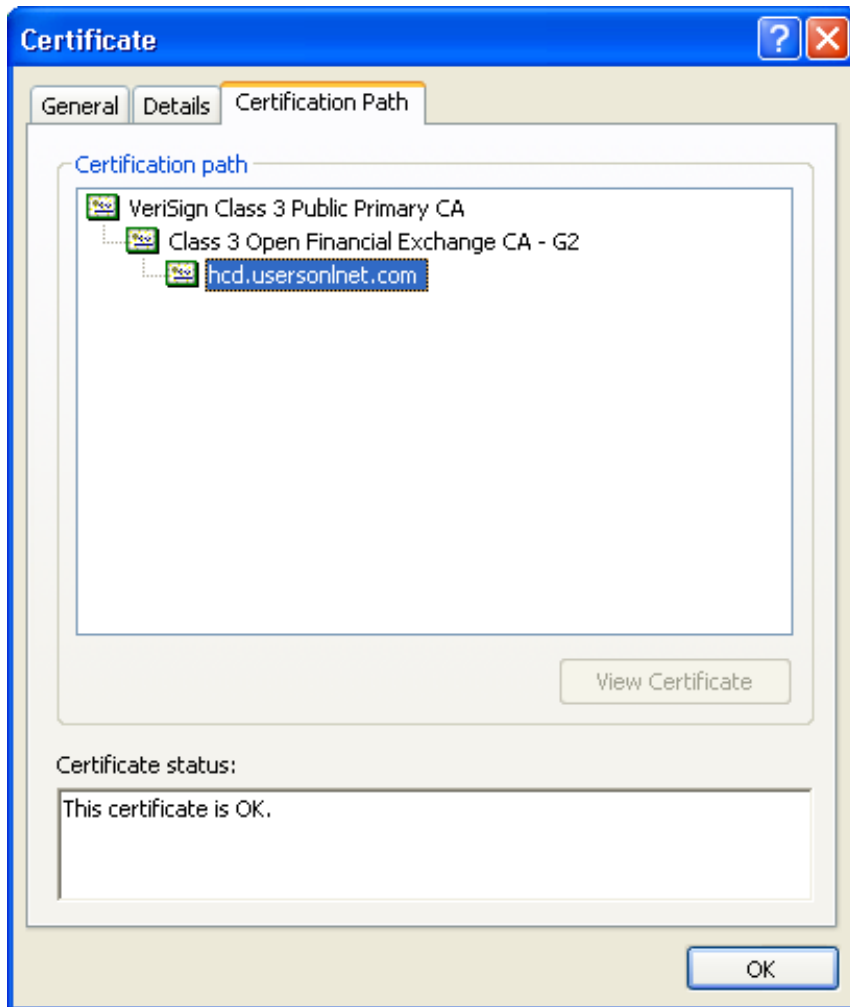 Certificate
General Details Certification Path
Certification path
VeriSign Class 3 Public Primary CA
Class 3 Open Financial Exchange CA - G2
hcd.usersonlnet.com
View Certificate
Certificate status:
This certificate is OK.
OK